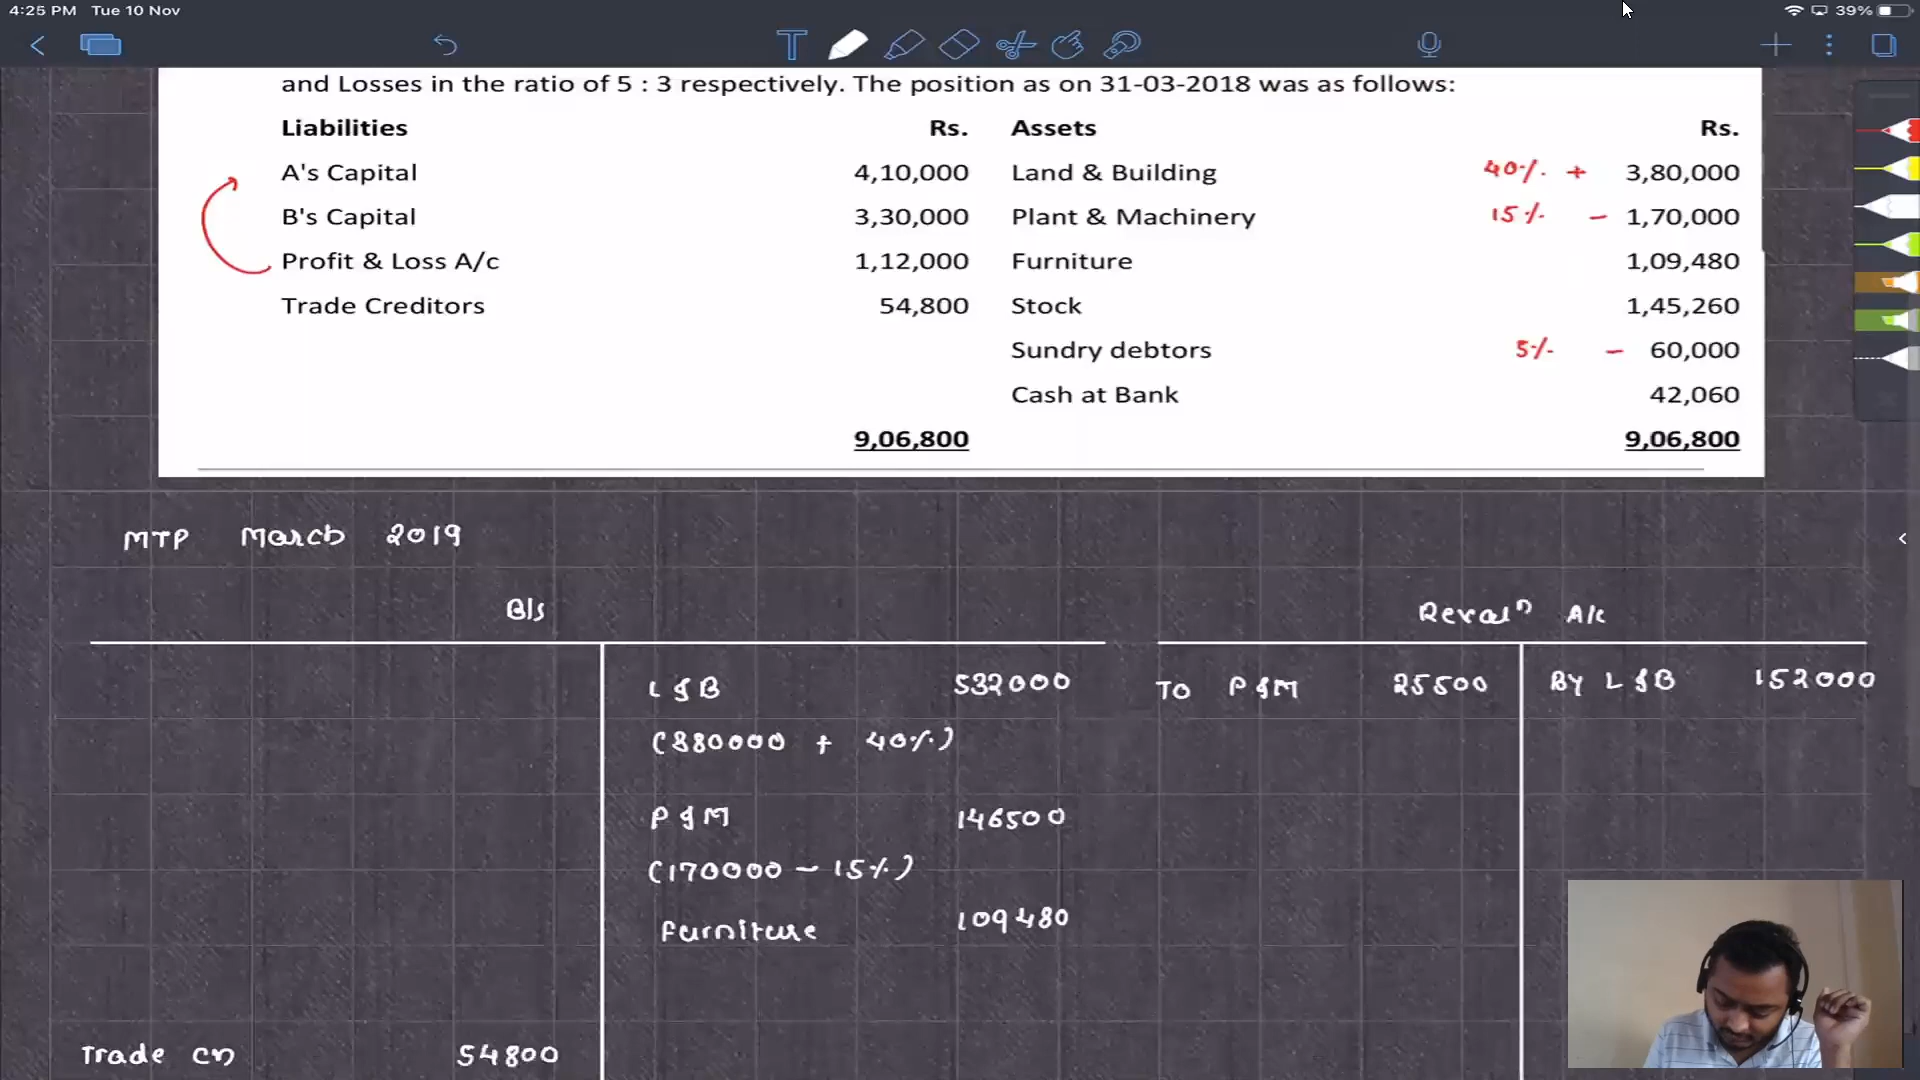 4:25 PM Tue 10 Nov
39%
and Losses in the ratio of 5 : 3 respectively. The position as on 31-03-2018 was as follows:
Liabilities Rs. Assets Rs.
A's Capital 4,10,000 Land & Building 40% + 3,80,000
B's Capital 3,30,000 Plant & Machinery 15% - 1,70,000
Profit & Loss A/c 1,12,000 Furniture 1,09,480
Trade Creditors 54,800 Stock 1,45,260
Sundry debtors 5% - 60,000
Cash at Bank 42,060
9,06,800 9,06,800
MTP March 2019
B/s
Revalⁿ A/c
L & B 532000
TO P & M 25500 BY L & B 152000
(380000 + 40%)
P & M 146500
(170000 - 15%)
Furniture 109480
Trade Crs 54800